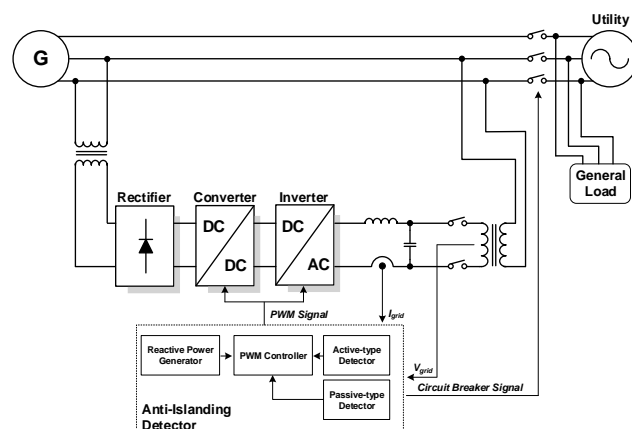 Utility
G
General
Load
Rectifier
Converter
Inverter
DC
DC
DC
AC
PWM Signal
Igrid
Reactive Power
Generator
PWM Controller
Active-type
Detector
Vgrid
Circuit Breaker Signal
Passive-type
Detector
Anti-Islanding
Detector